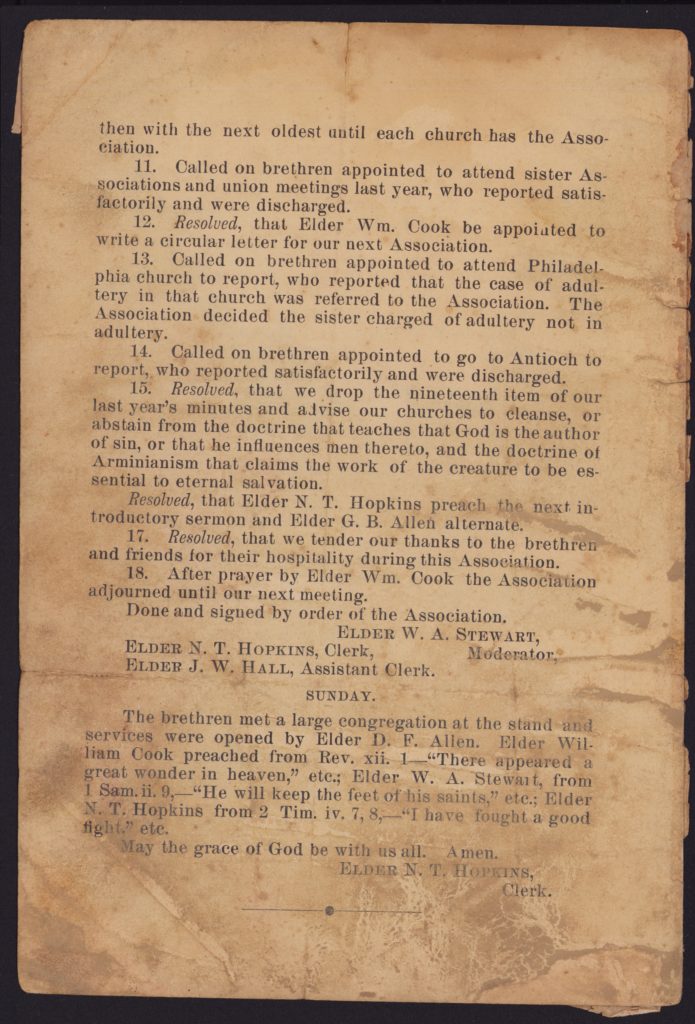 then with the next oldest until each church has the Asso-
ciation.
11. Called on brethren appointed to attend sister As-
sociations and union meetings last year, who reported satis-
factorily and were discharged.
12. Resolved, that Elder Wm. Cook be appointed to
write a circular letter for our next Association.
13. Called on brethren appointed to attend Philadel-
phia church to report, who reported that the case of adul-
tery in that church was referred to the Association. The
Association decided the sister charged of adultery not in
adultery.
14. Called on brethren appointed to go to Antioch to
report, who reported satisfactorily and were discharged.
15. Resolved, that we drop the nineteenth item of our
last year's minutes and advise our churches to cleanse, or
abstain from the doctrine that teaches that God is the author
of sin, or that he influences men thereto, and the doctrine of
Arminianism that claims the work of the creature to be es-
sential to eternal salvation.
Resolved, that Elder N. T. Hopkins preach the next in-
troductory sermon and Elder G. B. Allen alternate.
17. Resolved, that we tender our thanks to the brethren
and friends for their hospitality during this Association.
18. After prayer by Elder Wm. Cook the Association
adjourned until our next meeting.
Done and signed by order of the Association.
ELDER W. A. STEWART,
ELDER N. T. HOPKINS, Clerk, Moderator,
ELDER J. W. HALL, Assistant Clerk.
SUNDAY.
The brethren met a large congregation at the stand and
services were opened by Elder D. F. Allen. Elder Wil-
liam Cook preached from Rev. xii. 1—“There appeared a
great wonder in heaven,” etc.; Elder W. A. Stewart, from
1 Sam. ii. 9,—“He will keep the feet of his saints,” etc.; Elder
N. T. Hopkins from 2 Tim. iv. 7, 8,—“I have fought a good
fight,” etc.
May the grace of God be with us all. Amen.
ELDER N. T. HOPKINS,
Clerk.